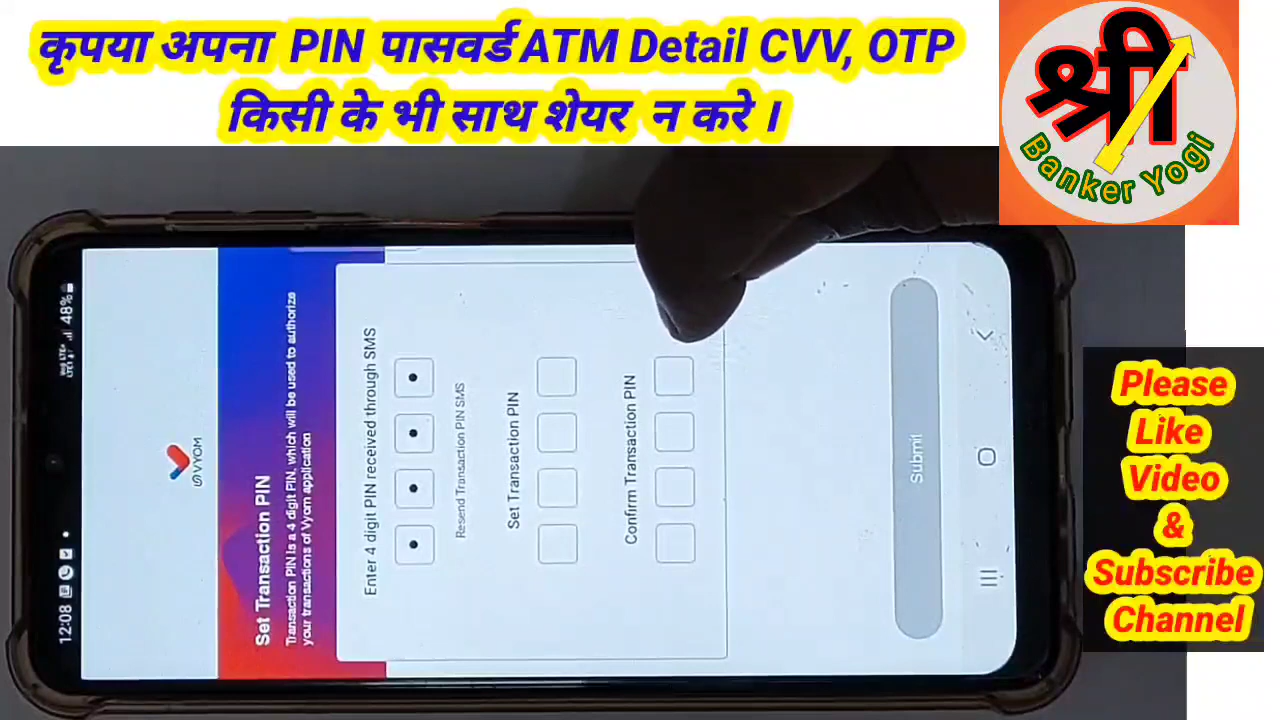 कृपया अपना PIN पासवर्ड ATM Detail CVV, OTP
किसी के भी साथ शेयर न करे ।
श्री
Banker Yogi
12:08
48%
VYOM
Set Transaction PIN
Transaction PIN is a 4 digit PIN, which will be used to authorize
your transactions of Vyom application
Enter 4 digit PIN received through SMS
Resend Transaction PIN SMS
Set Transaction PIN
Confirm Transaction PIN
Submit
Please
Like
Video
&
Subscribe
Channel